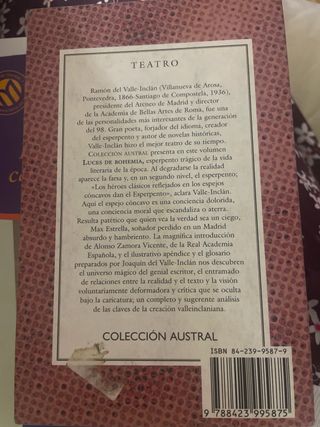 TEATRO
Ramón del Valle-Inclán (Villanueva de Arosa,
Pontevedra, 1866-Santiago de Compostela, 1936),
presidente del Ateneo de Madrid y director
de la Academia de Bellas Artes de Roma, fue una
de las personalidades más interesantes de la generación
del 98. Gran poeta, forjador del idioma, creador
del esperpento y autor de novelas históricas,
Valle-Inclán hizo el mejor teatro de su tiempo.
COLECCIÓN AUSTRAL presenta en este volumen
LUCES DE BOHEMIA, esperpento trágico de la vida
literaria de la época. Al degradarse la realidad
aparece la farsa y, en un segundo nivel, el esperpento;
«Los héroes clásicos reflejados en los espejos
cóncavos dan el Esperpento», aclara Valle-Inclán.
Aquí el espejo cóncavo es una conciencia dolorida,
una conciencia moral que escandaliza o aterra.
Resulta patético que quien vea la verdad sea un ciego,
Max Estrella, soñador perdido en un Madrid
absurdo y hambriento. La magnífica introducción
de Alonso Zamora Vicente, de la Real Academia
Española, y el ilustrativo apéndice y el glosario
preparados por Joaquín del Valle-Inclán nos descubren
el universo mágico del genial escritor, el entramado
de relaciones entre la realidad y el texto y la visión
voluntariamente deformadora y crítica que se oculta
bajo la caricatura; un completo y sugerente análisis
de las claves de la creación valleinclaniana.
COLECCIÓN AUSTRAL
ISBN 84-239-9587-9
9 788423 995875